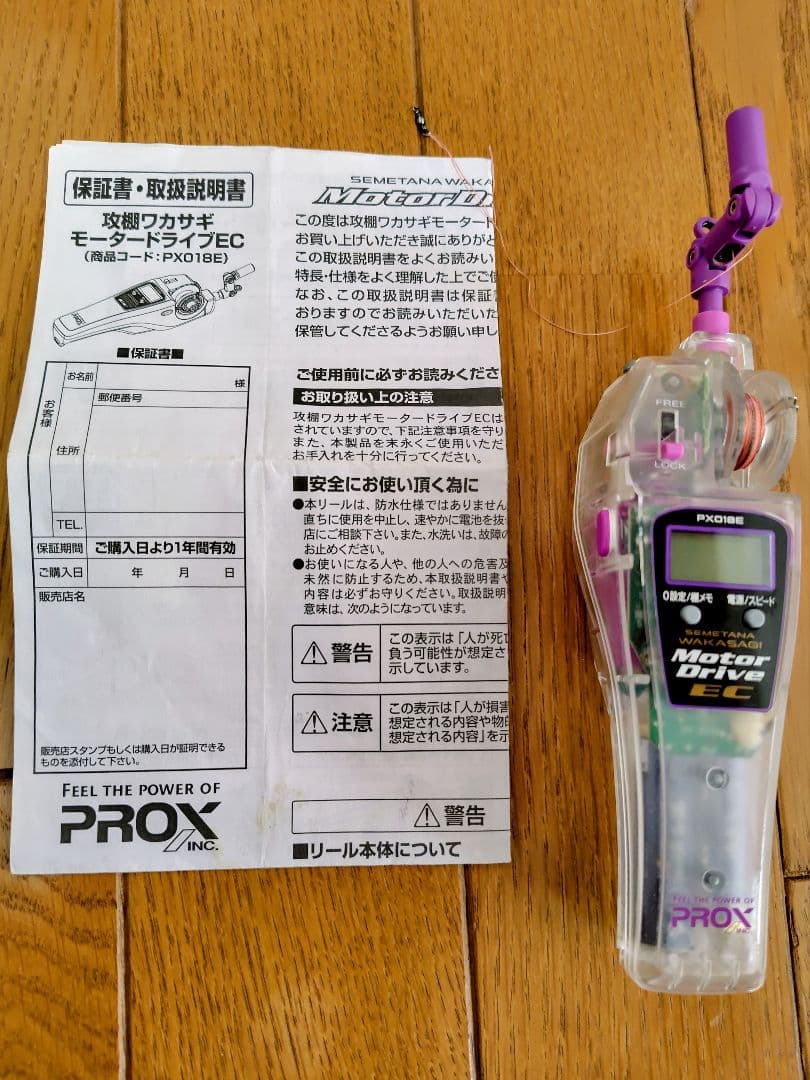 保証書・取扱説明書
攻棚ワカサギ
モータードライブEC
(商品コード:PX018E)
PROX
■保証書■
お客様
お名前
様
郵便番号
住所
TEL.
保証期間
ご購入日より1年間有効
ご購入日
年 月 日
販売店名
販売店スタンプもしくは購入日が証明できる
ものを添付して下さい。
FEEL THE POWER OF
PROX
INC.
SEMETANA WAKA
Motor Dr
この度は攻棚ワカサギモータード
お買い上げいただき誠にありがと
この取扱説明書をよくお読みい
特長・仕様をよく理解した上でご使
なお、この取扱説明書は保証
おりますのでお読みいただいた
保管してくださるようお願い申し
ご使用前に必ずお読みくださ
お取り扱い上の注意
攻棚ワカサギモータードライブECは
されていますので、下記注意事項を守り
また、本製品を末永くご使用いただ
お手入れを十分に行ってください。
■安全にお使い頂く為に
●本リールは、防水仕様ではありません
直ちに使用を中止し、速やかに電池を抜
店にご相談下さい。また、水洗いは、故障の
お止めください。
●お使いになる人や、他の人への危害及
未然に防止するため、本取扱説明書や
内容は必ずお守りください。取扱説明
意味は、次のようになっています。
警告
この表示は「人が死亡
負う可能性が想定さ
示しています。
注意
この表示は「人が損害
想定される内容や物的
想定される内容」を示
警告
■リール本体について
FREE
LOCK
PX018E
0設定/棚メモ 電源/スピード
SEMETANA
WAKASAGI
Motor
Drive
EC
FEEL THE POWER OF
PROX
INC.